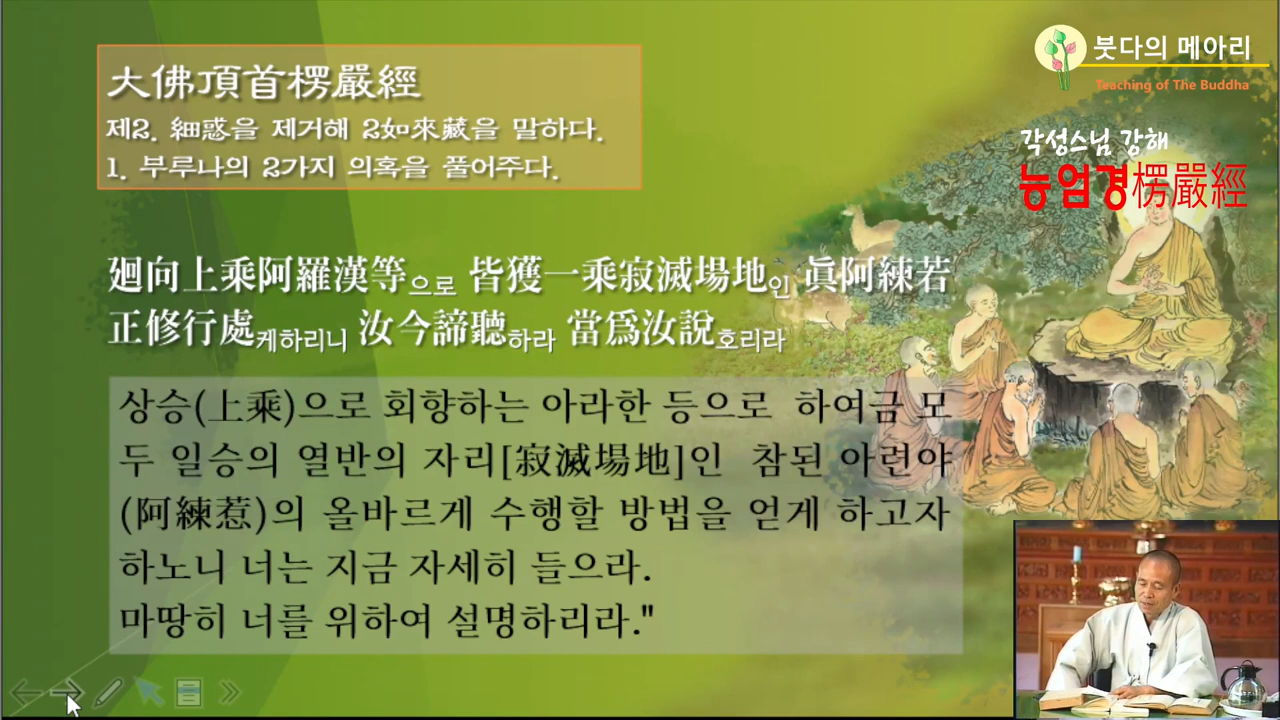 大佛頂首楞嚴經
제2. 細惑을 제거해 2如來藏을 말하다.
1. 부루나의 2가지 의혹을 풀어주다.
붓다의 메아리
Teaching of The Buddha
각성스님 강해
능엄경楞嚴經
廻向上乘阿羅漢等으로 皆獲一乘寂滅場地인 眞阿練若
正修行處케하리니 汝今諦聽하라 當爲汝說호리라
상승(上乘)으로 회향하는 아라한 등으로 하여금 모
두 일승의 열반의 자리[寂滅場地]인 참된 아련야
(阿練惹)의 올바르게 수행할 방법을 얻게 하고자
하노니 너는 지금 자세히 들으라.
마땅히 너를 위하여 설명하리라."